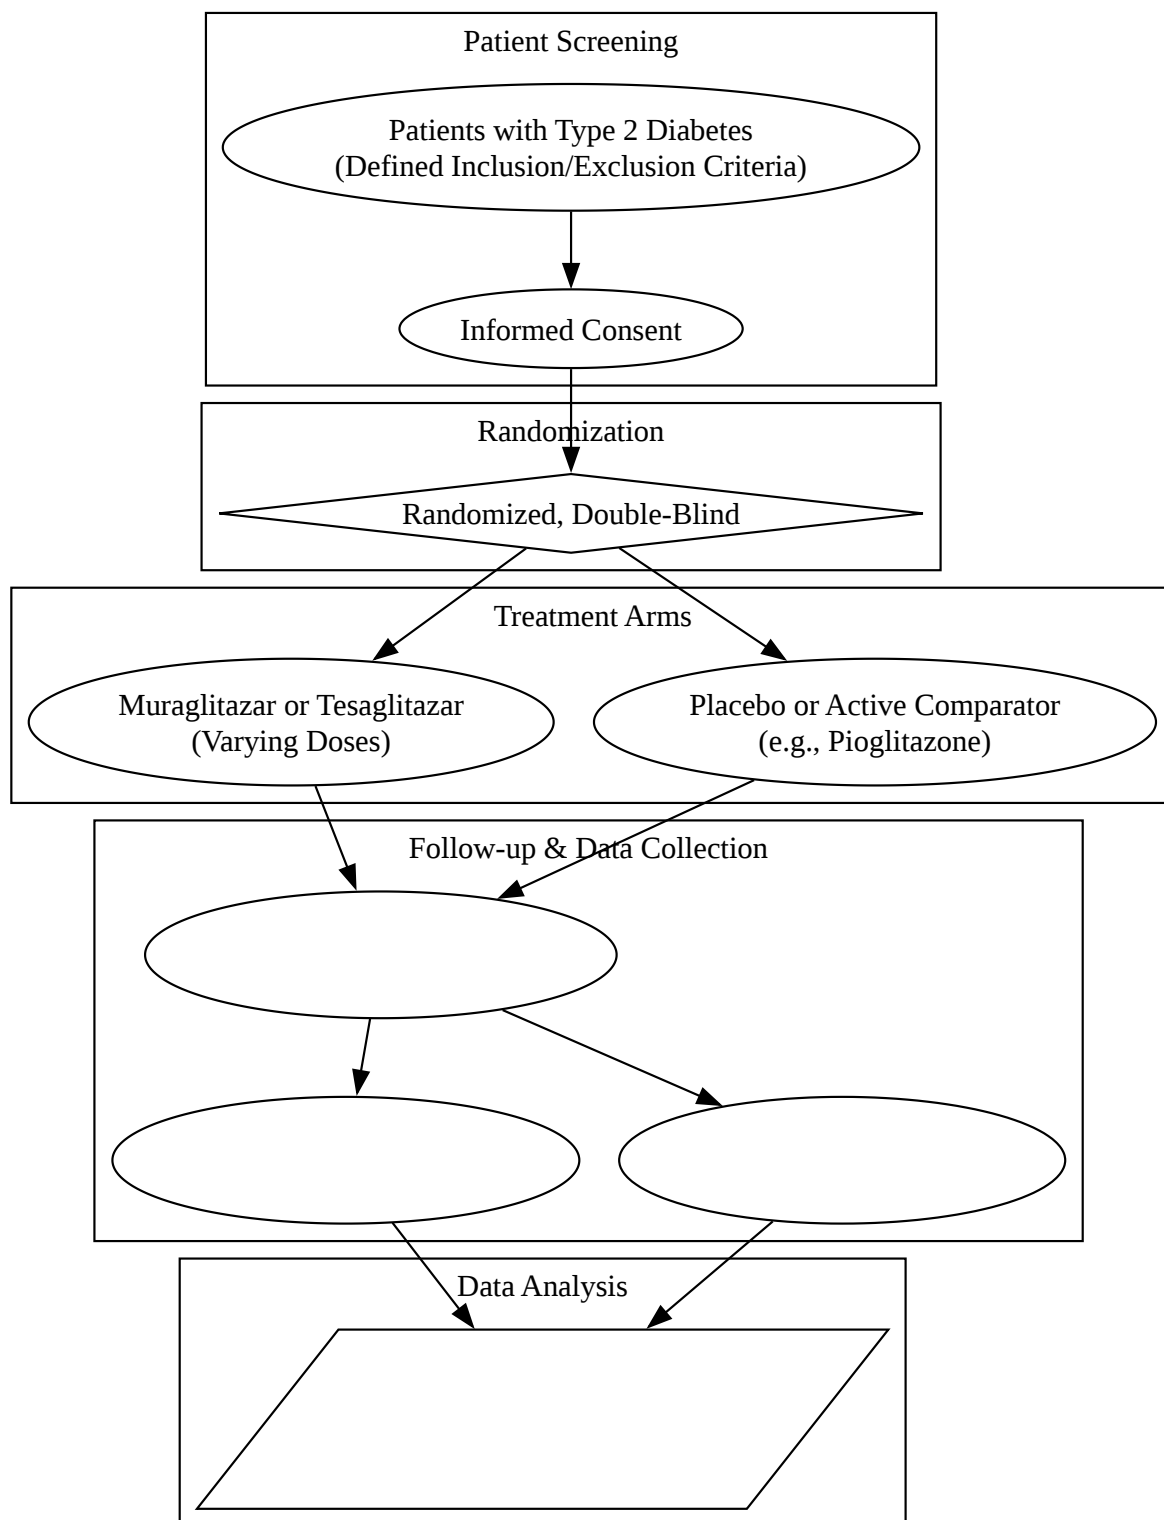 Patient Screening
Patients with Type 2 Diabetes
(Defined Inclusion/Exclusion Criteria)
Informed Consent
Randomization
Randomized, Double-Blind
Treatment Arms
Muraglitazar or Tesaglitazar
(Varying Doses)
Placebo or Active Comparator
(e.g., Pioglitazone)
Follow-up & Data Collection
Data Analysis